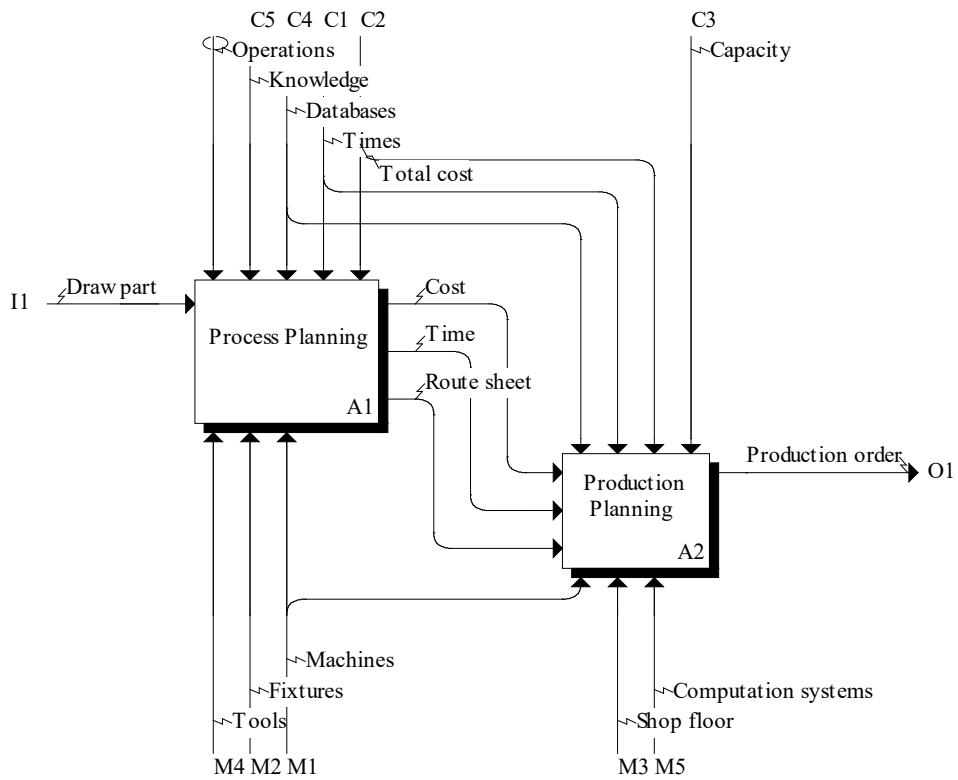 C5 C4 C1 C2 C3
Operations
Capacity
Knowledge
Databases
Times
Total cost
I1
Draw part
Cost
Process Planning
Time
Route sheet
A1
Production order
O1
Production
Planning
A2
Machines
Fixtures
Computation systems
Tools
Shop floor
M4 M2 M1 M3 M5